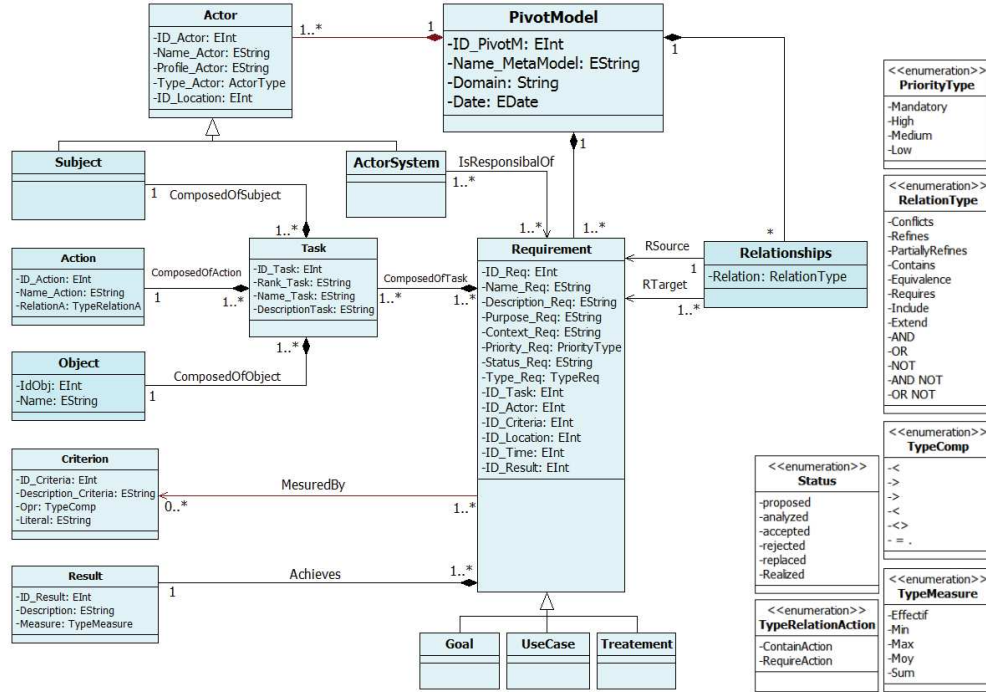 Actor
-ID_Actor: EInt
-Name_Actor: EString
-Profile_Actor: EString
-Type_Actor: ActorType
-ID_Location: EInt
1..*
1
PivotModel
-ID_PivotM: EInt
-Name_MetaModel: EString
-Domain: String
-Date: EDate
1
1
<<enumeration>>
PriorityType
-Mandatory
-High
-Medium
-Low
Subject
1
ComposedOfSubject
1..*
ActorSystem
IsResponsibalOf
1..*
1..*
1..*
*
<<enumeration>>
RelationType
-Conflicts
-Refines
-PartiallyRefines
-Contains
-Equivalence
-Requires
-Include
-Extend
-AND
-OR
-NOT
-AND NOT
-OR NOT
Action
-ID_Action: EInt
-Name_Action: EString
-RelationA: TypeRelationA
ComposedOfAction
1
1..*
Task
-ID_Task: EInt
-Rank_Task: EString
-Name_Task: EString
-DescriptionTask: EString
ComposedOfTask
1..*
1..*
1..*
Requirement
-ID_Req: EInt
-Name_Req: EString
-Description_Req: EString
-Purpose_Req: EString
-Context_Req: EString
-Priority_Req: PriorityType
-Status_Req: EString
-Type_Req: TypeReq
-ID_Task: EInt
-ID_Actor: EInt
-ID_Criteria: EInt
-ID_Location: EInt
-ID_Time: EInt
-ID_Result: EInt
RSource
1
RTarget
1..*
Relationships
-Relation: RelationType
Object
-IdObj: EInt
-Name: EString
ComposedOfObject
1
Criterion
-ID_Criteria: EInt
-Description_Criteria: EString
-Opr: TypeComp
-Literal: EString
MesuredBy
0..*
1..*
<<enumeration>>
Status
-proposed
-analyzed
-accepted
-rejected
-replaced
-Realized
<<enumeration>>
TypeComp
-<
->
->
-<
-<>
- = .
Result
-ID_Result: EInt
-Description: EString
-Measure: TypeMeasure
Achieves
1
1..*
<<enumeration>>
TypeRelationAction
-ContainAction
-RequireAction
<<enumeration>>
TypeMeasure
-Effectif
-Min
-Max
-Moy
-Sum
Goal
UseCase
Treatement